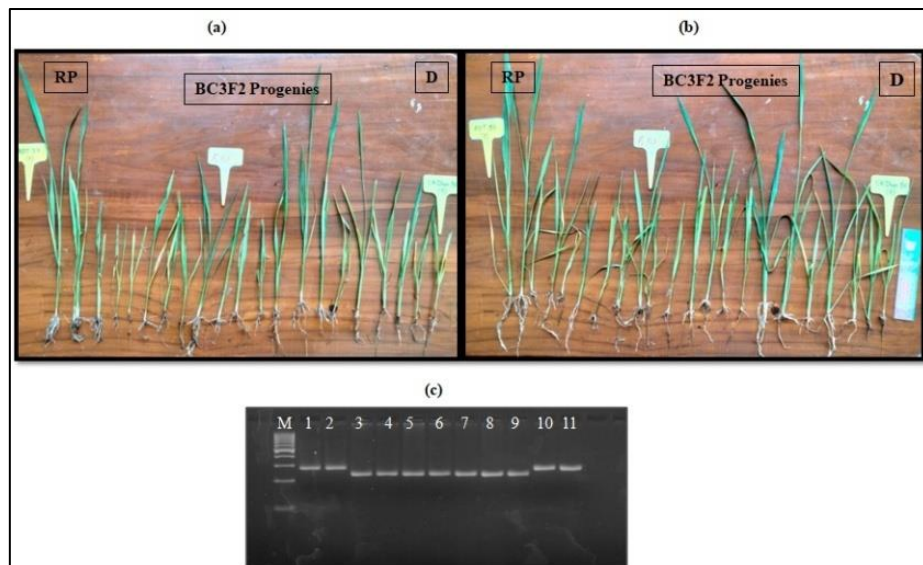 (a)
(b)
RP
BC3F2 Progenies
D
RP
BC3F2 Progenies
D
(c)
M 1 2 3 4 5 6 7 8 9 10 11